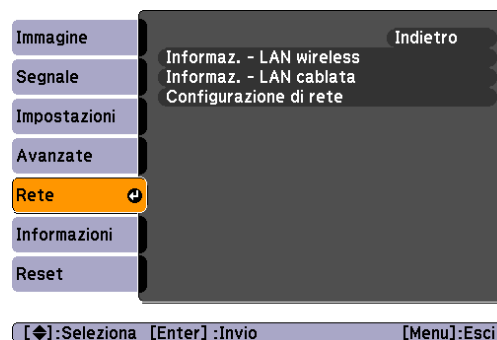 Immagine
Segnale
Impostazioni
Avanzate
Rete
Informazioni
Reset
Indietro
Informaz. - LAN wireless
Informaz. - LAN cablata
Configurazione di rete
[◆]:Seleziona [Enter] :Invio [Menu]:Esci